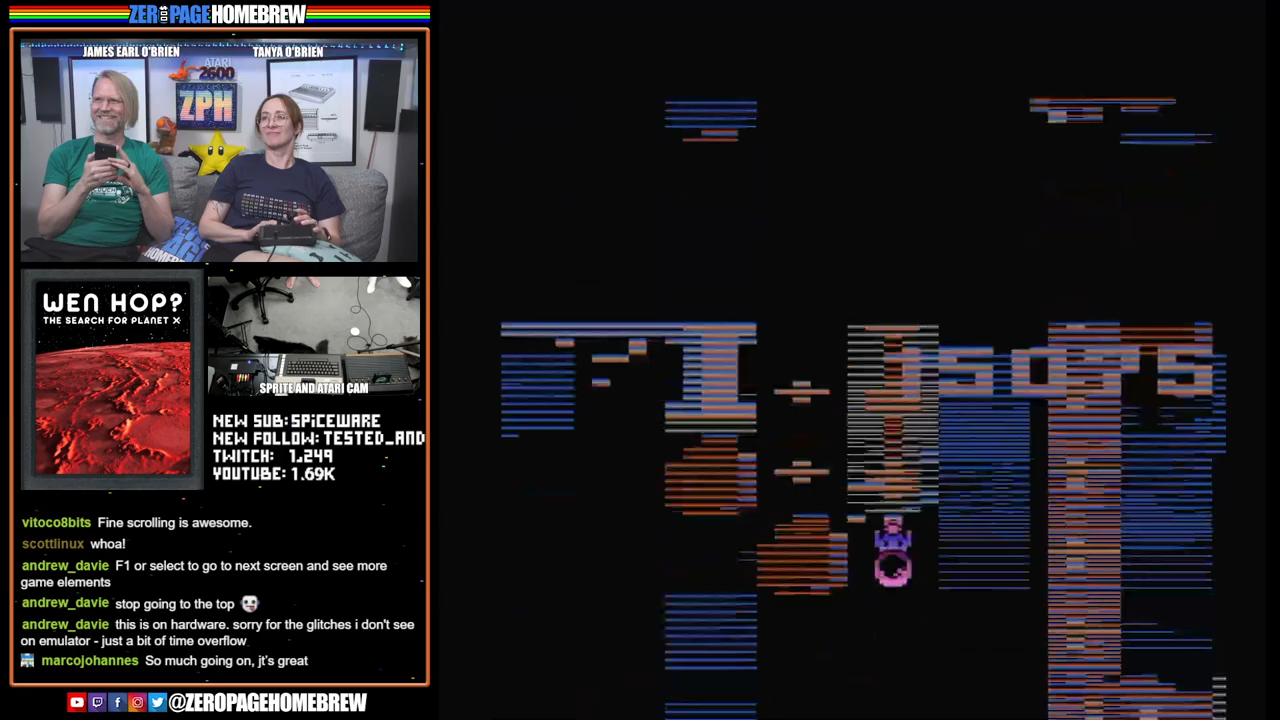 ZERO PAGE HOMEBREW
JAMES EARL O'BRIEN
TANYA O'BRIEN
ATARI
2600
ZPH
WEN HOP?
THE SEARCH FOR PLANET X
SPRITE AND ATARI CAM
NEW SUB: SPICEWARE
NEW FOLLOW: TESTED_AND
TWITCH: 1,249
YOUTUBE: 1.69K
vitoco8bits Fine scrolling is awesome.
scottlinux whoa!
andrew_davie F1 or select to go to next screen and see more
game elements
andrew_davie stop going to the top
andrew_davie this is on hardware. sorry for the glitches i don't see
on emulator - just a bit of time overflow
marcojohannes So much going on, jt's great
@ZEROPAGEHOMEBREW